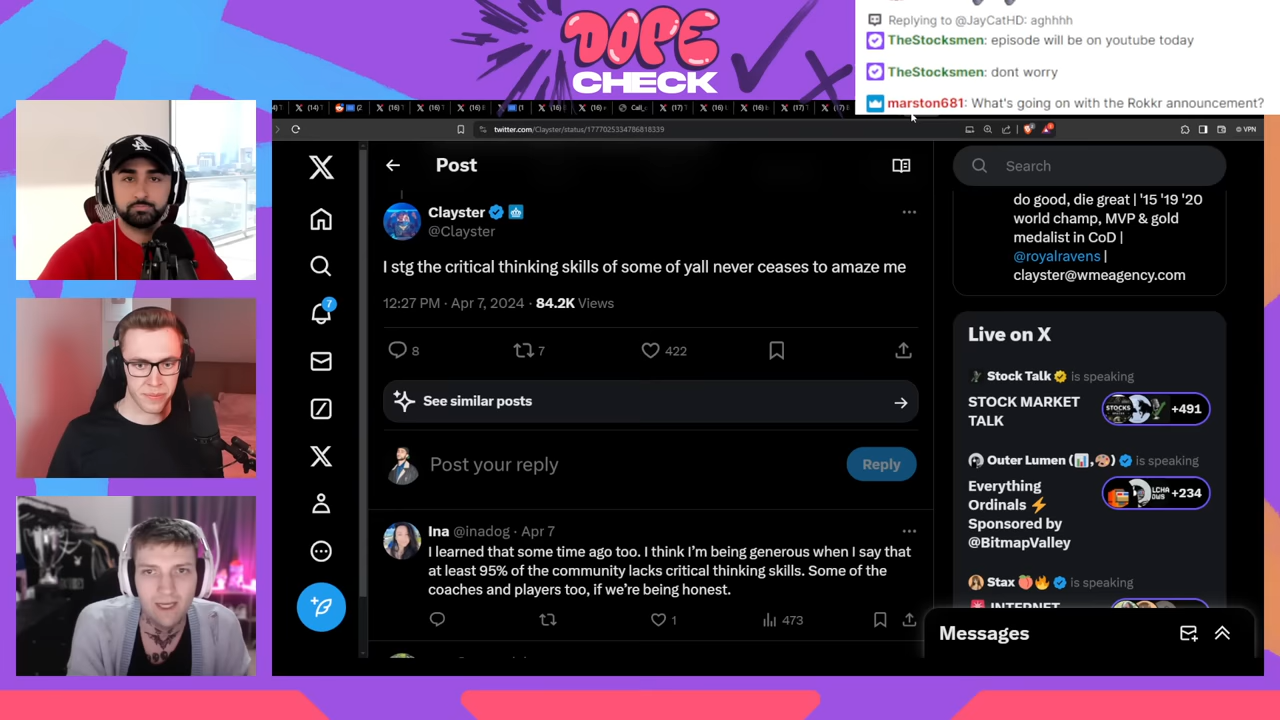 DOPE
CHECK
Replying to @JayCatHD: aghhhh
TheStocksmen: episode will be on youtube today
TheStocksmen: dont worry
marston681: What's going on with the Rokkr announcement?
twitter.com/Clayster/status/1777025334786818339
VPN
Post
Search
Clayster
@Clayster
I stg the critical thinking skills of some of yall never ceases to amaze me
12:27 PM · Apr 7, 2024 · 84.2K Views
8
7
422
See similar posts
Post your reply
Reply
Ina @inadog · Apr 7
I learned that some time ago too. I think I'm being generous when I say that
at least 95% of the community lacks critical thinking skills. Some of the
coaches and players too, if we're being honest.
1
473
7
do good, die great | '15 '19 '20
world champ, MVP & gold
medalist in CoD |
@royalravens |
clayster@wmeagency.com
Live on X
Stock Talk is speaking
STOCK MARKET
TALK
+491
Outer Lumen (📊,🎨) is speaking
Everything
Ordinals ⚡
Sponsored by
@BitmapValley
+234
Stax 🍑🔥 is speaking
INTERNET
Messages